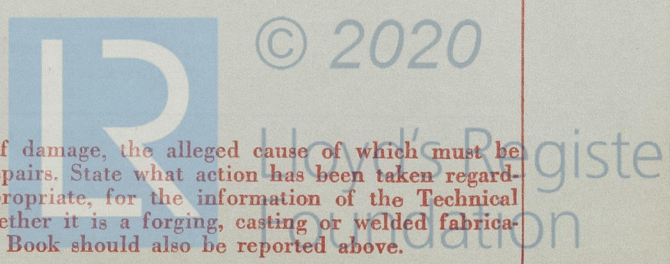 © 2020
Lloyd's Registe
Foundation
f damage, the alleged cause of which must be
pairs. State what action has been taken regard-
ropriate, for the information of the Technical
ether it is a forging, casting or welded fabrica-
Book should also be reported above.